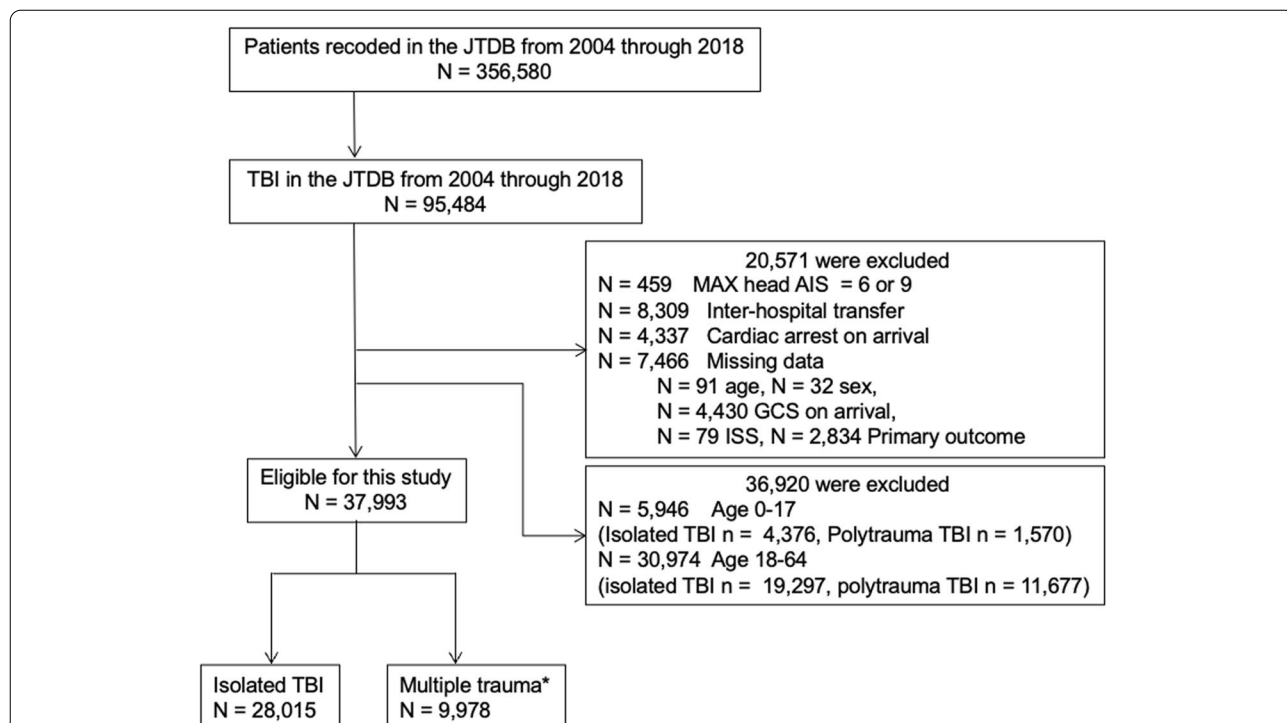 Patients recoded in the JTDB from 2004 through 2018
N = 356,580
TBI in the JTDB from 2004 through 2018
N = 95,484
20,571 were excluded
N = 459 MAX head AIS = 6 or 9
N = 8,309 Inter-hospital transfer
N = 4,337 Cardiac arrest on arrival
N = 7,466 Missing data
N = 91 age, N = 32 sex,
N = 4,430 GCS on arrival,
N = 79 ISS, N = 2,834 Primary outcome
Eligible for this study
N = 37,993
36,920 were excluded
N = 5,946 Age 0-17
(Isolated TBI n = 4,376, Polytrauma TBI n = 1,570)
N = 30,974 Age 18-64
(isolated TBI n = 19,297, polytrauma TBI n = 11,677)
Isolated TBI
N = 28,015
Multiple trauma*
N = 9,978